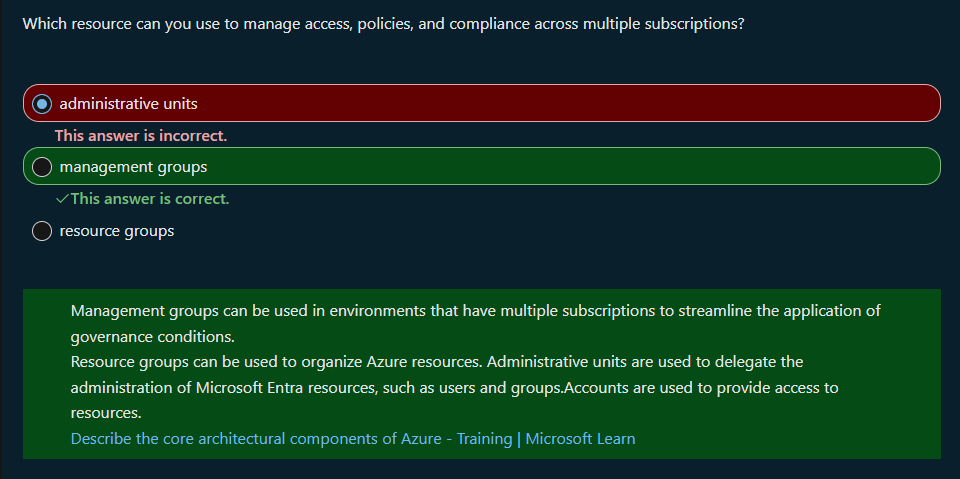 Which resource can you use to manage access, policies, and compliance across multiple subscriptions?
administrative units
This answer is incorrect.
management groups
This answer is correct.
resource groups
Management groups can be used in environments that have multiple subscriptions to streamline the application of
governance conditions.
Resource groups can be used to organize Azure resources. Administrative units are used to delegate the
administration of Microsoft Entra resources, such as users and groups.Accounts are used to provide access to
resources.
Describe the core architectural components of Azure - Training | Microsoft Learn